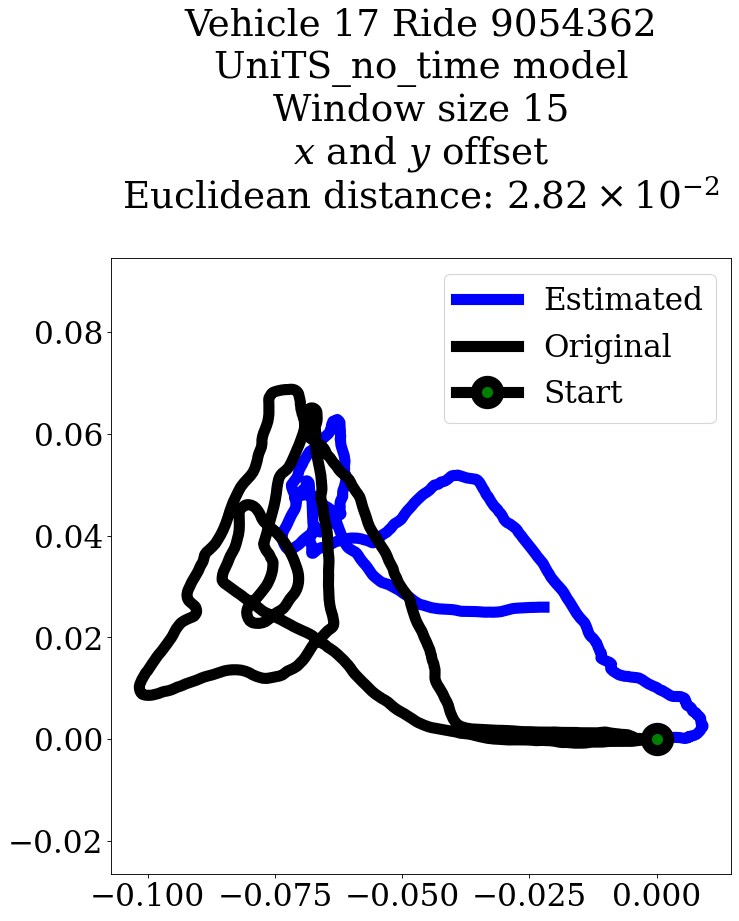 Vehicle 17 Ride 9054362
UniTS_no_time model
Window size 15
x and y offset
Euclidean distance: 2.82 × 10⁻²
Estimated
Original
Start
0.08
0.06
0.04
0.02
0.00
−0.02
−0.100 −0.075 −0.050 −0.025 0.000